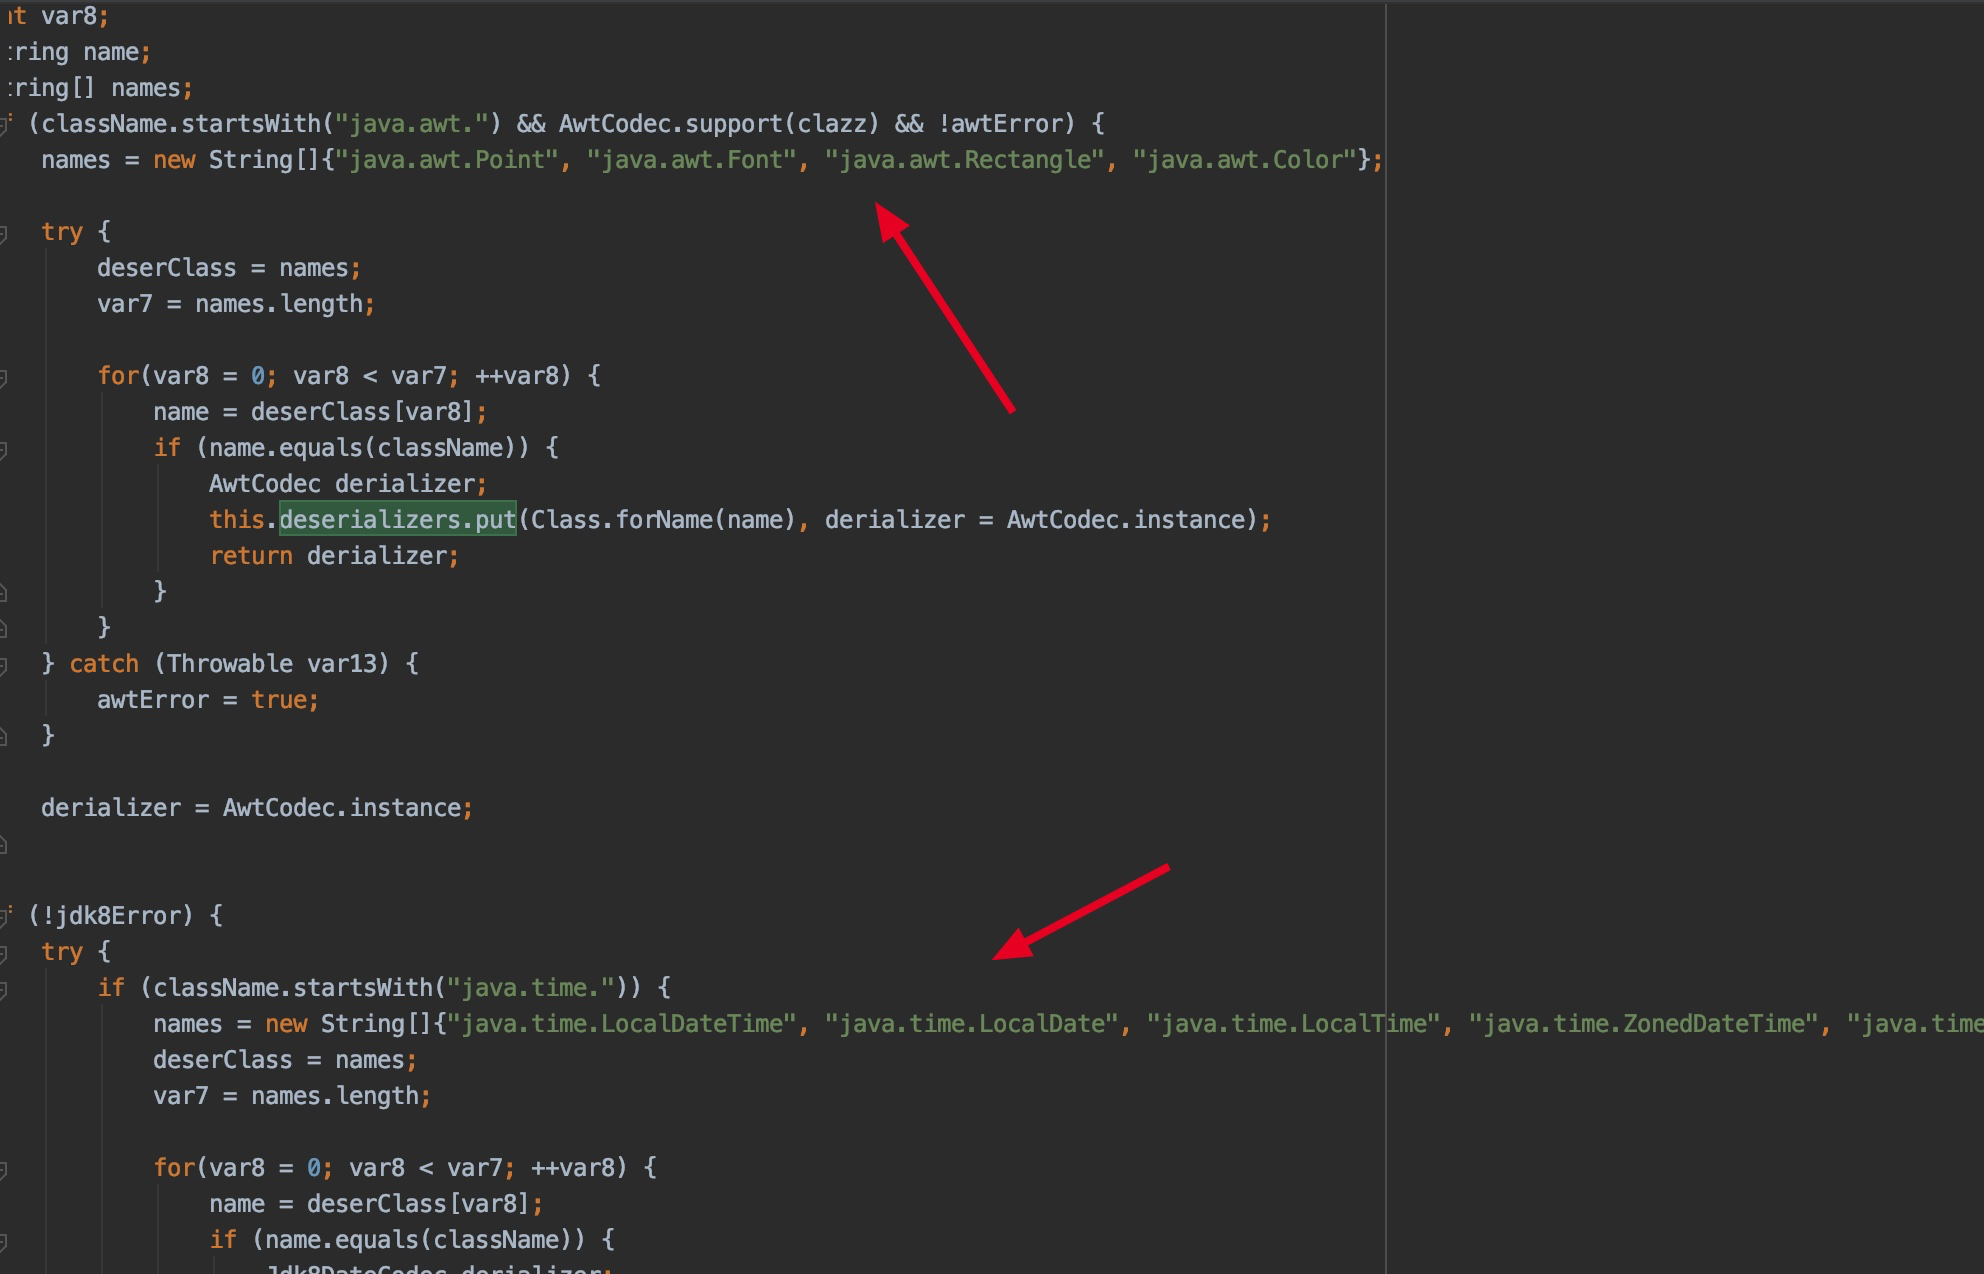 nt var8;
tring name;
tring[] names;
(className.startsWith("java.awt.") && AwtCodec.support(clazz) && !awtError) {
names = new String[]{"java.awt.Point", "java.awt.Font", "java.awt.Rectangle", "java.awt.Color"};
try {
deserClass = names;
var7 = names.length;
for(var8 = 0; var8 < var7; ++var8) {
name = deserClass[var8];
if (name.equals(className)) {
AwtCodec derializer;
this.deserializers.put(Class.forName(name), derializer = AwtCodec.instance);
return derializer;
}
}
} catch (Throwable var13) {
awtError = true;
}
derializer = AwtCodec.instance;
(!jdk8Error) {
try {
if (className.startsWith("java.time.")) {
names = new String[]{"java.time.LocalDateTime", "java.time.LocalDate", "java.time.LocalTime", "java.time.ZonedDateTime", "java.time
deserClass = names;
var7 = names.length;
for(var8 = 0; var8 < var7; ++var8) {
name = deserClass[var8];
if (name.equals(className)) {
Jdk8DateCodec derializer;